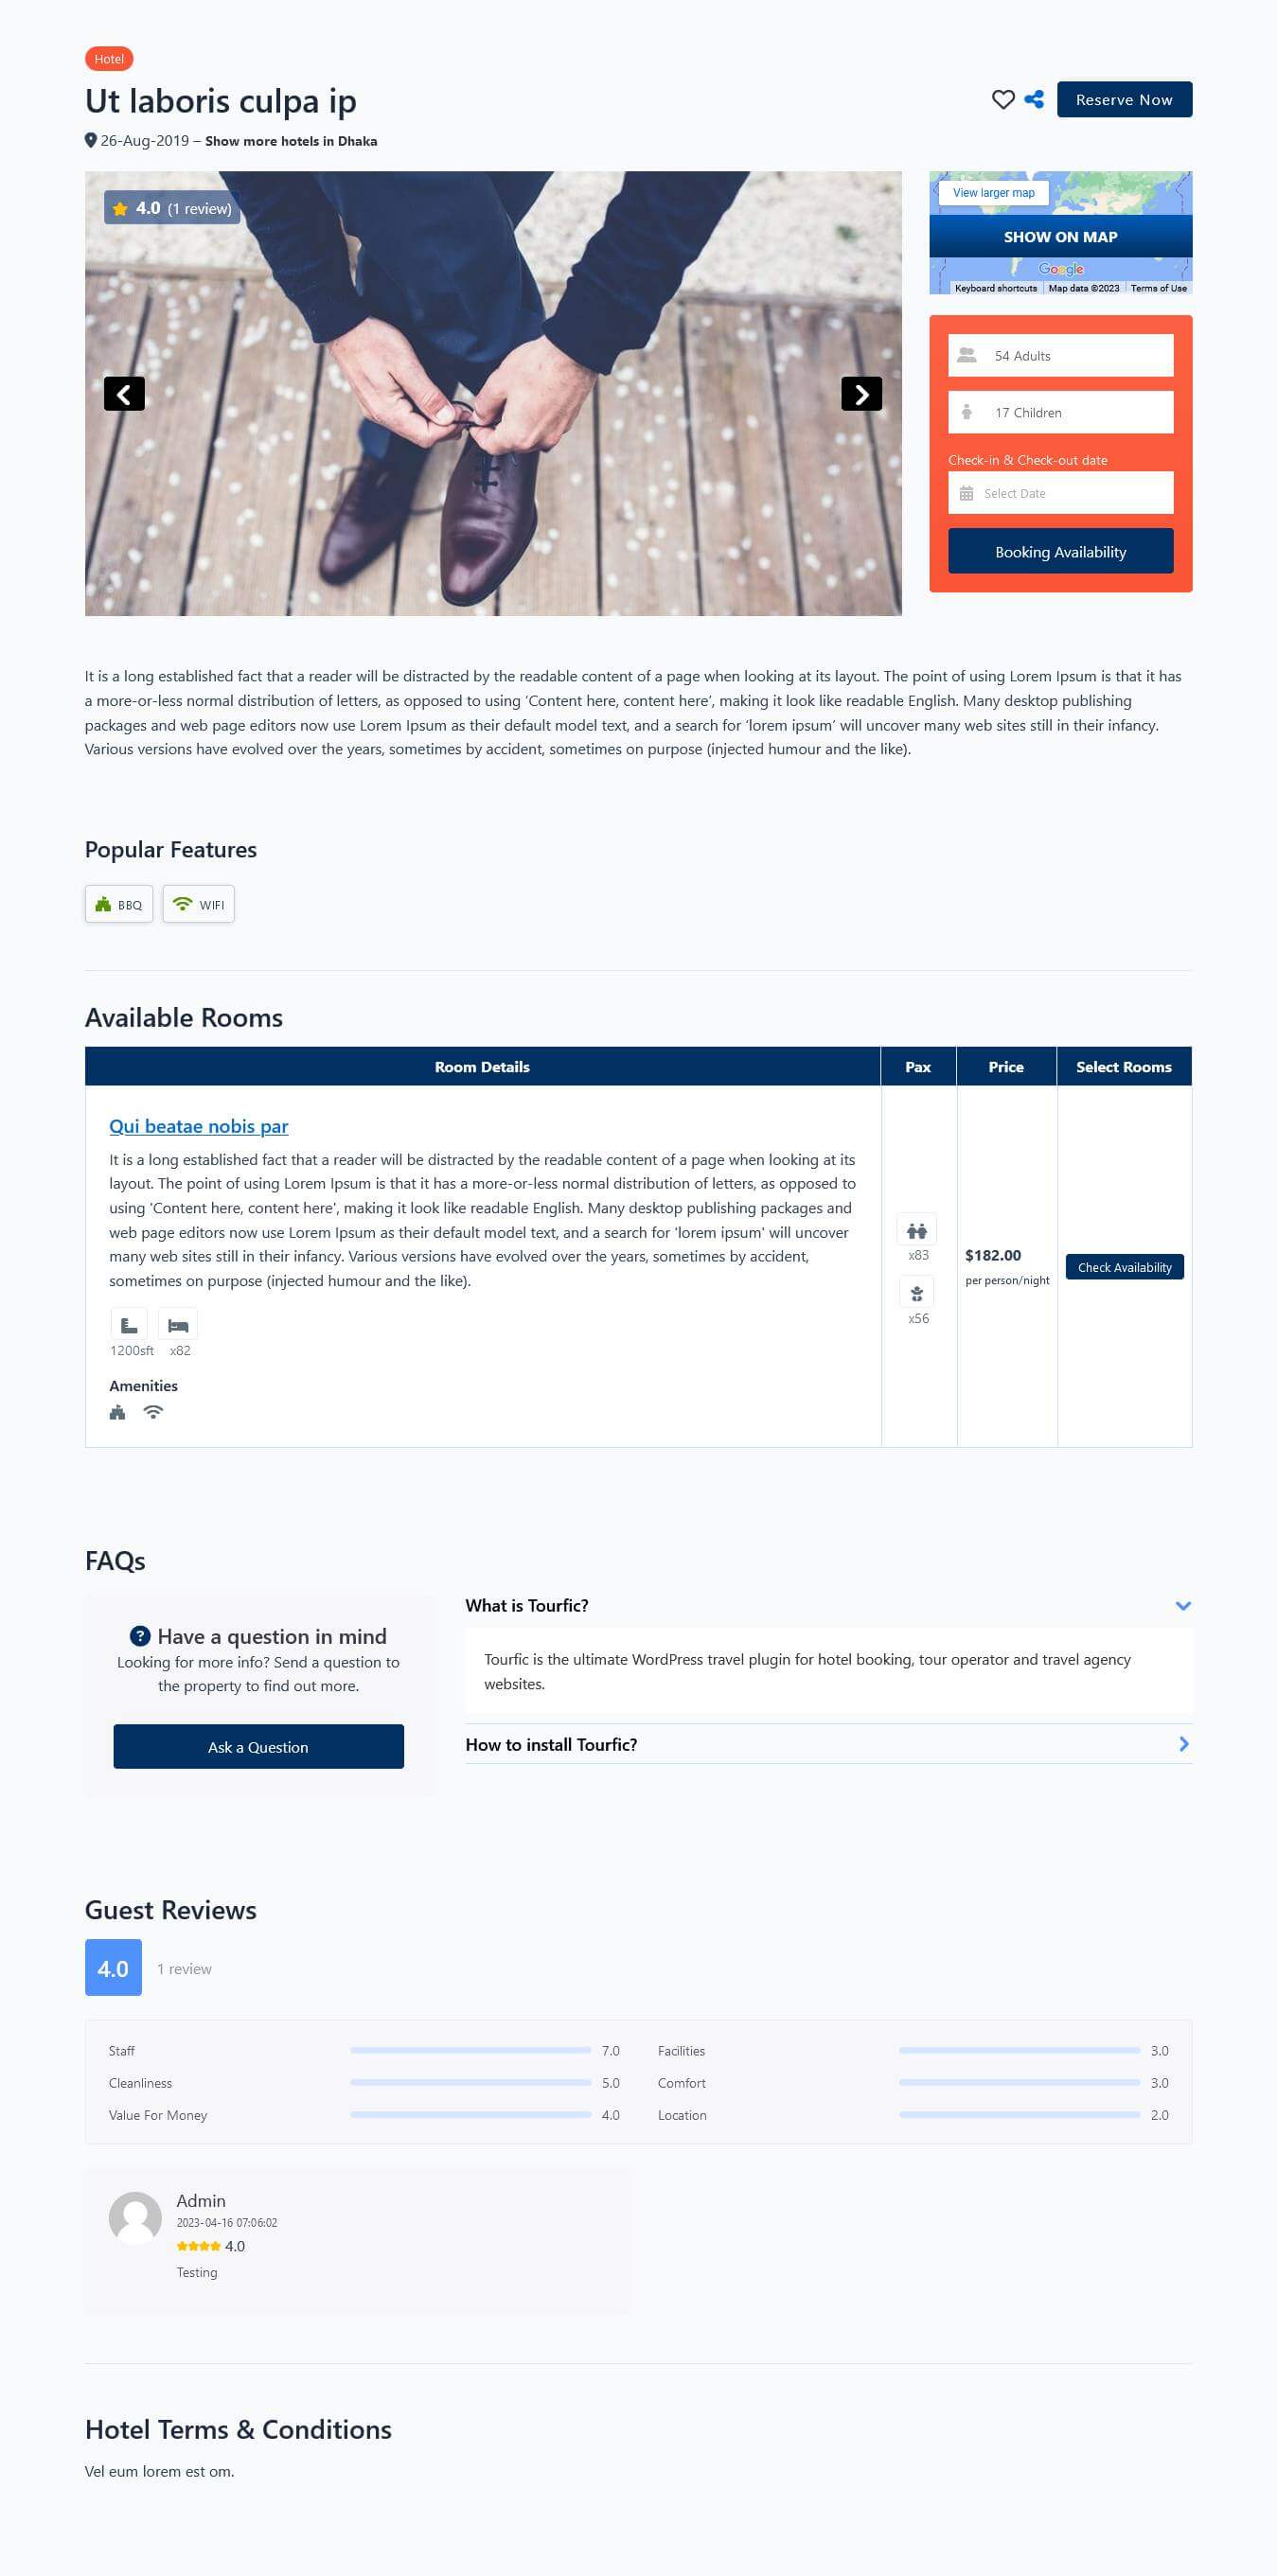 Hotel
Ut laboris culpa ip
Reserve Now
26-Aug-2019 – Show more hotels in Dhaka
4.0 (1 review)
View larger map
SHOW ON MAP
Google
Keyboard shortcuts Map data ©2023 Terms of Use
54 Adults
17 Children
Check-in & Check-out date
Select Date
Booking Availability
It is a long established fact that a reader will be distracted by the readable content of a page when looking at its layout. The point of using Lorem Ipsum is that it has
a more-or-less normal distribution of letters, as opposed to using ‘Content here, content here’, making it look like readable English. Many desktop publishing
packages and web page editors now use Lorem Ipsum as their default model text, and a search for ‘lorem ipsum’ will uncover many web sites still in their infancy.
Various versions have evolved over the years, sometimes by accident, sometimes on purpose (injected humour and the like).
Popular Features
BBQ WIFI
Available Rooms
Room Details Pax Price Select Rooms
Qui beatae nobis par
It is a long established fact that a reader will be distracted by the readable content of a page when looking at its
layout. The point of using Lorem Ipsum is that it has a more-or-less normal distribution of letters, as opposed to
using 'Content here, content here', making it look like readable English. Many desktop publishing packages and
web page editors now use Lorem Ipsum as their default model text, and a search for 'lorem ipsum' will uncover
many web sites still in their infancy. Various versions have evolved over the years, sometimes by accident,
sometimes on purpose (injected humour and the like).
1200sft x82
Amenities
x83
x56
$182.00
per person/night
Check Availability
FAQs
Have a question in mind
Looking for more info? Send a question to
the property to find out more.
Ask a Question
What is Tourfic?
Tourfic is the ultimate WordPress travel plugin for hotel booking, tour operator and travel agency
websites.
How to install Tourfic?
Guest Reviews
4.0 1 review
Staff 7.0 Facilities 3.0
Cleanliness 5.0 Comfort 3.0
Value For Money 4.0 Location 2.0
Admin
2023-04-16 07:06:02
4.0
Testing
Hotel Terms & Conditions
Vel eum lorem est om.